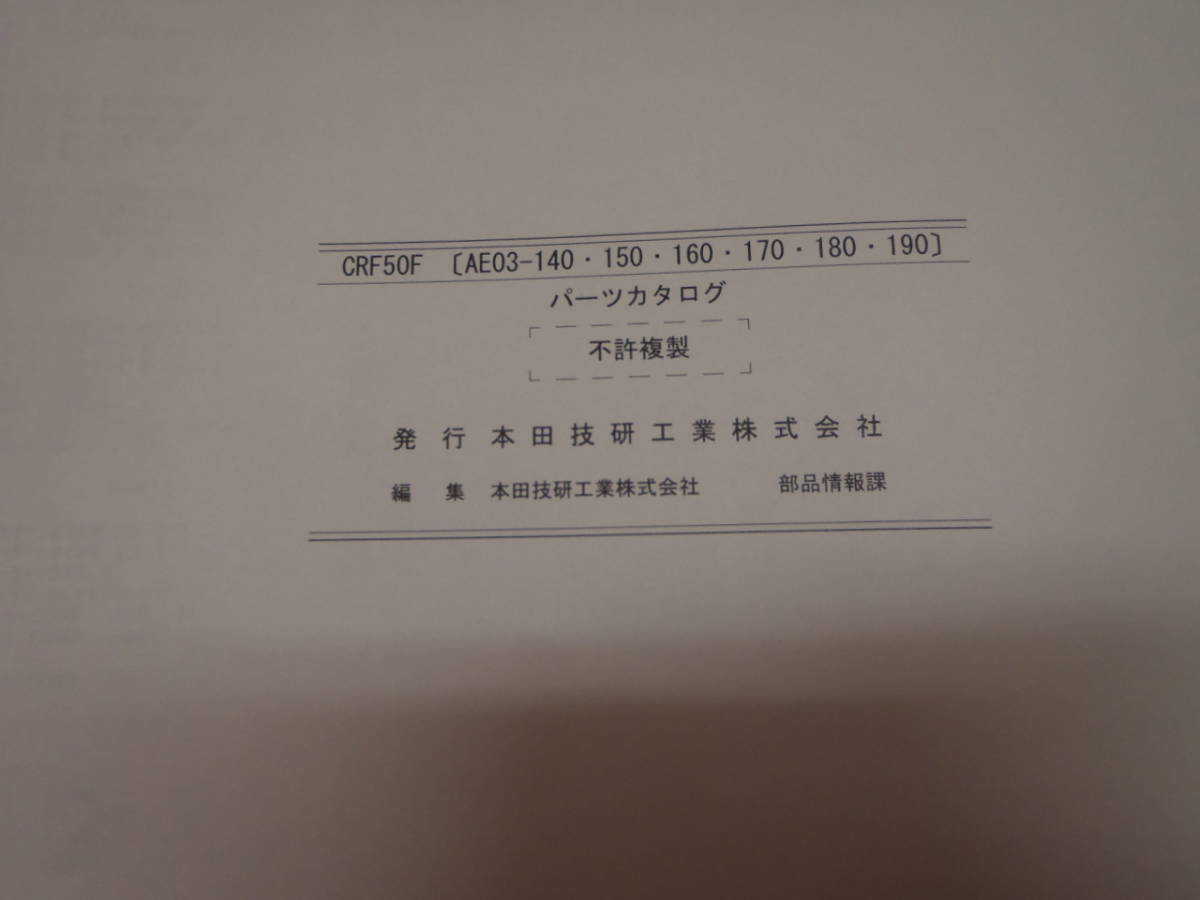 CRF50F 〔AE03-140・150・160・170・180・190〕
パーツカタログ
不許複製
発 行 本田技研工業株式会社
編 集 本田技研工業株式会社 部品情報課